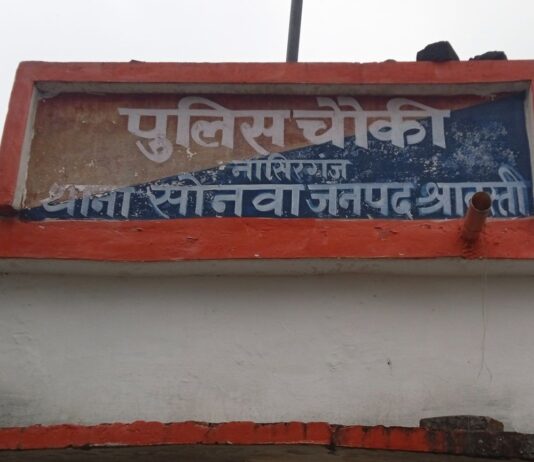 पुलिस चौकी
नासिरगंज
थाना सोनवा जनपद श्रावस्ती